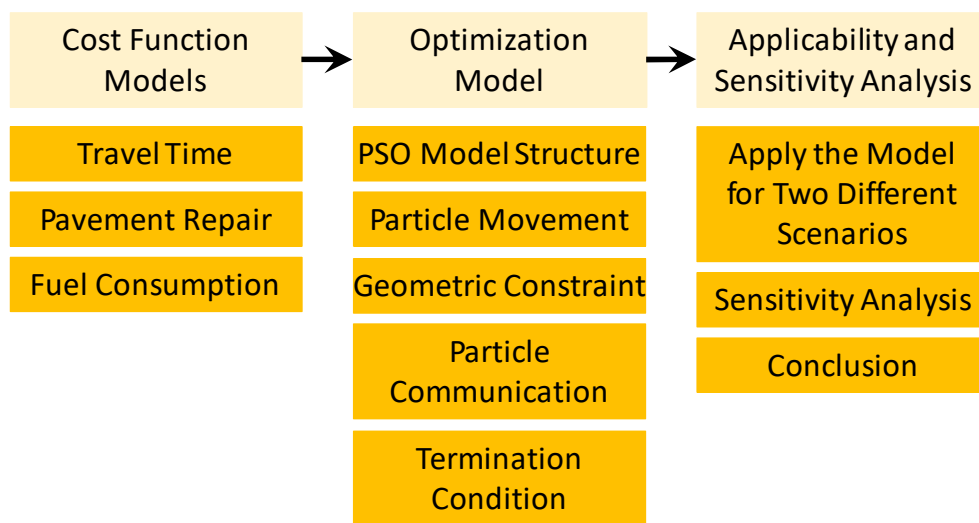 Cost Function
Models
Travel Time
Pavement Repair
Fuel Consumption
Optimization
Model
PSO Model Structure
Particle Movement
Geometric Constraint
Particle
Communication
Termination
Condition
Applicability and
Sensitivity Analysis
Apply the Model
for Two Different
Scenarios
Sensitivity Analysis
Conclusion